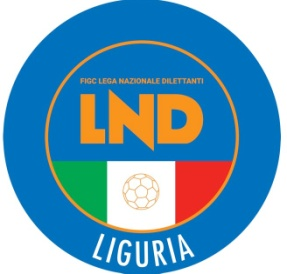 FIGC LEGA NAZIONALE DILETTANTI
LND
LIGURIA